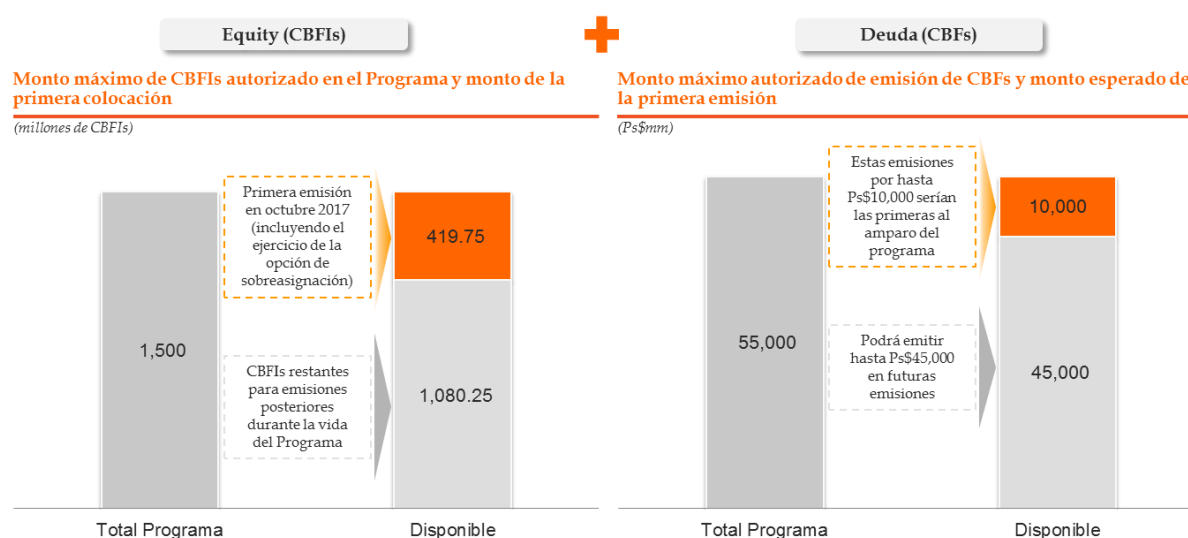 Equity (CBFIs)
Monto máximo de CBFIs autorizado en el Programa y monto de la
primera colocación
(millones de CBFIs)
1,500
Primera emisión
en octubre 2017
(incluyendo el
ejercicio de la
opción de
sobreasignación)
CBFIs restantes
para emisiones
posteriores
durante la vida
del Programa
419.75
1,080.25
Total Programa
Disponible
Deuda (CBFs)
Monto máximo autorizado de emisión de CBFs y monto esperado de
la primera emisión
(Ps$mm)
55,000
Estas emisiones
por hasta
Ps$10,000 serían
las primeras al
amparo del
programa
Podrá emitir
hasta Ps$45,000
en futuras
emisiones
10,000
45,000
Total Programa
Disponible